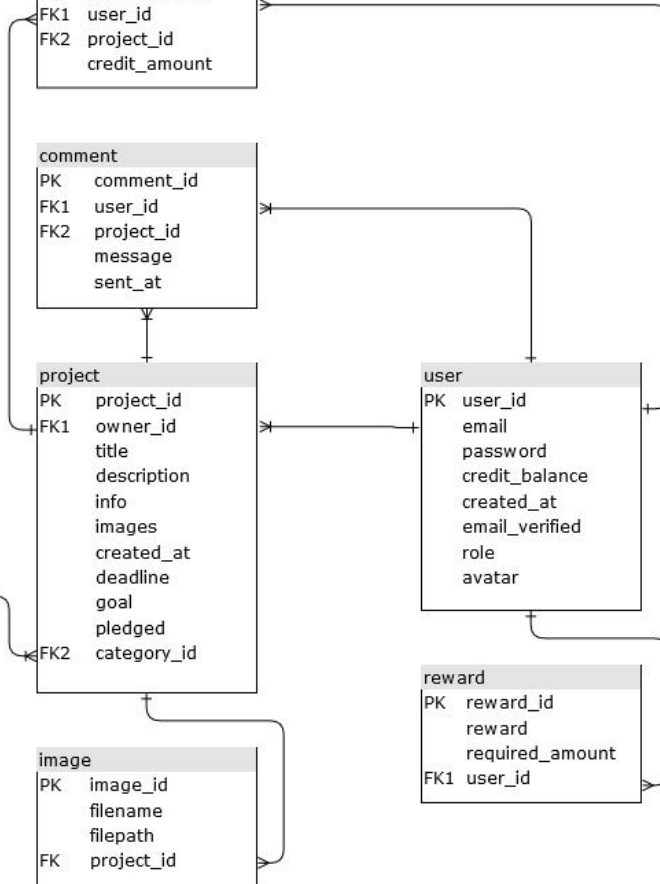 FK1 user_id
FK2 project_id
credit_amount
comment
PK comment_id
FK1 user_id
FK2 project_id
message
sent_at
project
PK project_id
FK1 owner_id
title
description
info
images
created_at
deadline
goal
pledged
FK2 category_id
user
PK user_id
email
password
credit_balance
created_at
email_verified
role
avatar
reward
PK reward_id
reward
required_amount
FK1 user_id
image
PK image_id
filename
filepath
FK project_id